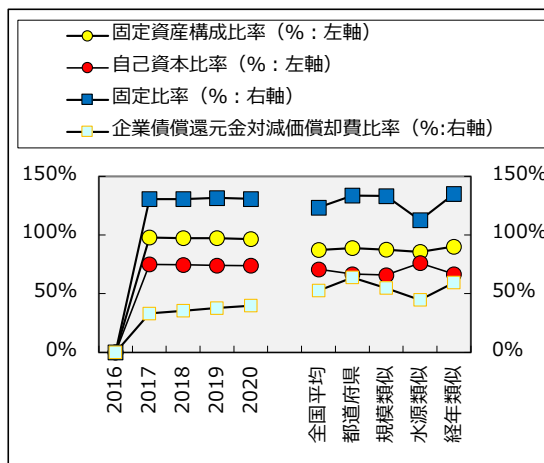 固定資産構成比率（%：左軸）
自己資本比率（%：左軸）
固定比率（%：右軸）
企業債償還元金対減価償却費比率（%:右軸）
150%
100%
50%
0%
150%
100%
50%
0%
2016
2017
2018
2019
2020
全国平均
都道府県
規模類似
水源類似
経年類似